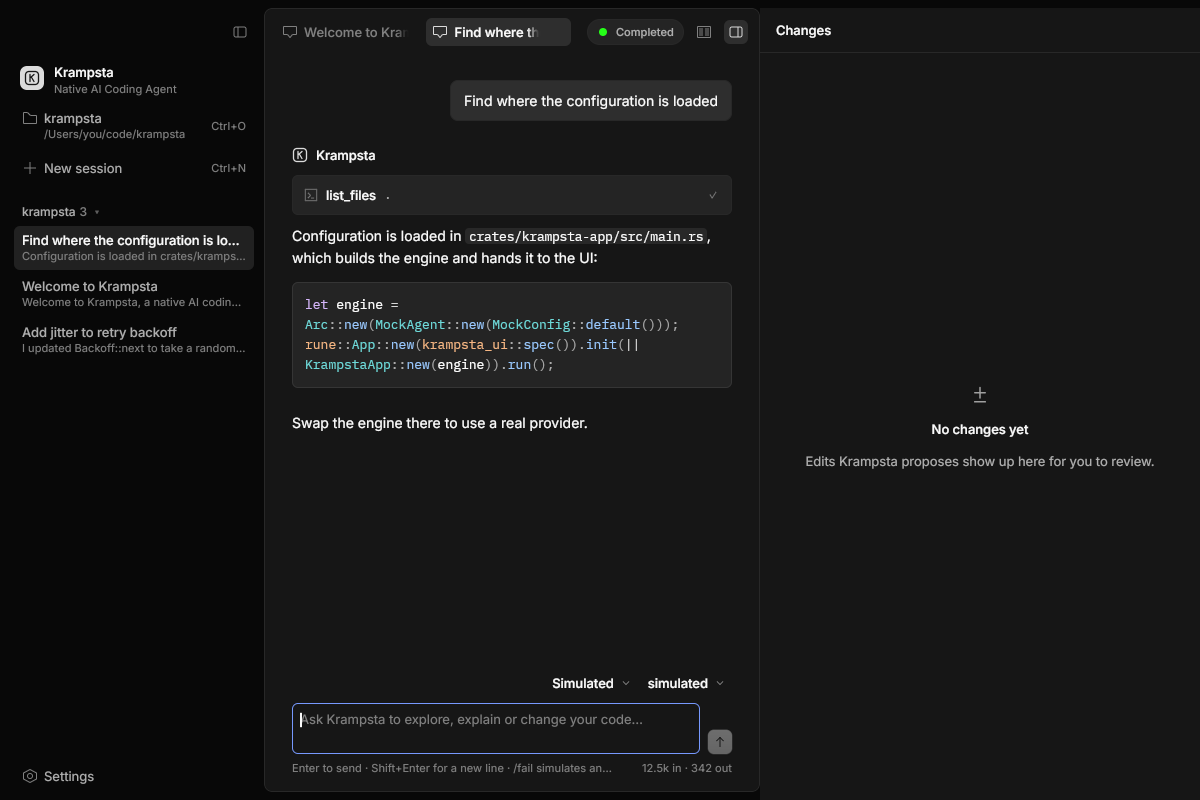 Krampsta
Native AI Coding Agent
krampsta
/Users/you/code/krampsta
Ctrl+O
New session
Ctrl+N
krampsta 3
Find where the configuration is lo...
Configuration is loaded in crates/kramps...
Welcome to Krampsta
Welcome to Krampsta, a native AI codin...
Add jitter to retry backoff
I updated Backoff::next to take a random...
Settings
Welcome to Kra
Find where th
Completed
Find where the configuration is loaded
K Krampsta
list_files .
Configuration is loaded in crates/krampsta-app/src/main.rs,
which builds the engine and hands it to the UI:
let engine =
Arc::new(MockAgent::new(MockConfig::default()));
rune::App::new(krampsta_ui::spec()).init(||
KrampstaApp::new(engine)).run();
Swap the engine there to use a real provider.
Simulated
simulated
Ask Krampsta to explore, explain or change your code...
Enter to send · Shift+Enter for a new line · /fail simulates an...
12.5k in · 342 out
Changes
No changes yet
Edits Krampsta proposes show up here for you to review.